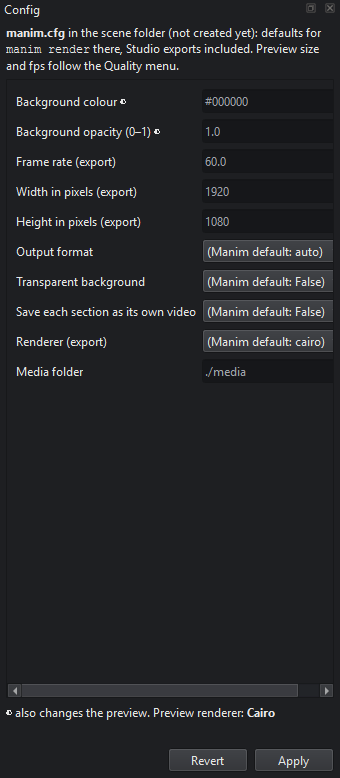 Config
manim.cfg in the scene folder (not created yet): defaults for
manim render there, Studio exports included. Preview size
and fps follow the Quality menu.
Background colour
#000000
Background opacity (0–1)
1.0
Frame rate (export)
60.0
Width in pixels (export)
1920
Height in pixels (export)
1080
Output format
(Manim default: auto)
Transparent background
(Manim default: False)
Save each section as its own video
(Manim default: False)
Renderer (export)
(Manim default: cairo)
Media folder
./media
also changes the preview. Preview renderer: Cairo
Revert
Apply